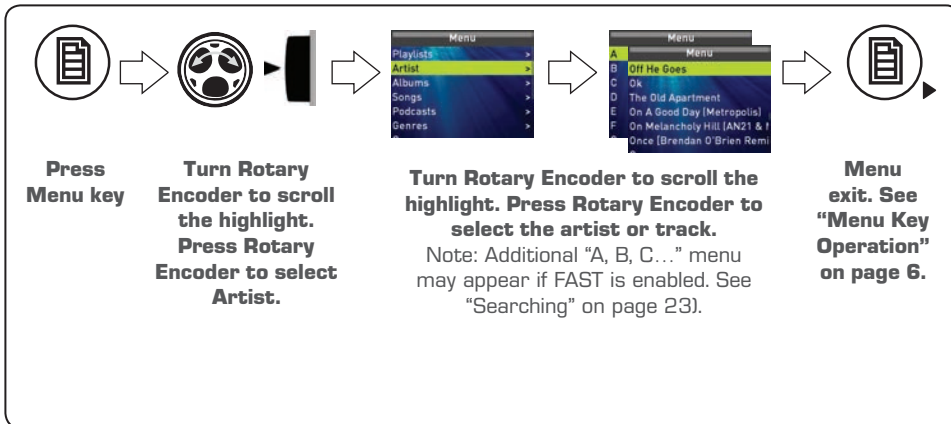 Menu
Playlists >
Artist >
Albums >
Songs >
Podcasts >
Genres >
Menu
A
B
C
D
E
F
Menu
Off He Goes
Ok
The Old Apartment
On A Good Day (Metropolis)
On Melancholy Hill (AN21 &
Once (Brendan O'Brien Remi
Press
Menu key
Turn Rotary
Encoder to scroll
the highlight.
Press Rotary
Encoder to select
Artist.
Turn Rotary Encoder to scroll the
highlight. Press Rotary Encoder to
select the artist or track.
Note: Additional “A, B, C…” menu
may appear if FAST is enabled. See
“Searching” on page 23).
Menu
exit. See
“Menu Key
Operation”
on page 6.